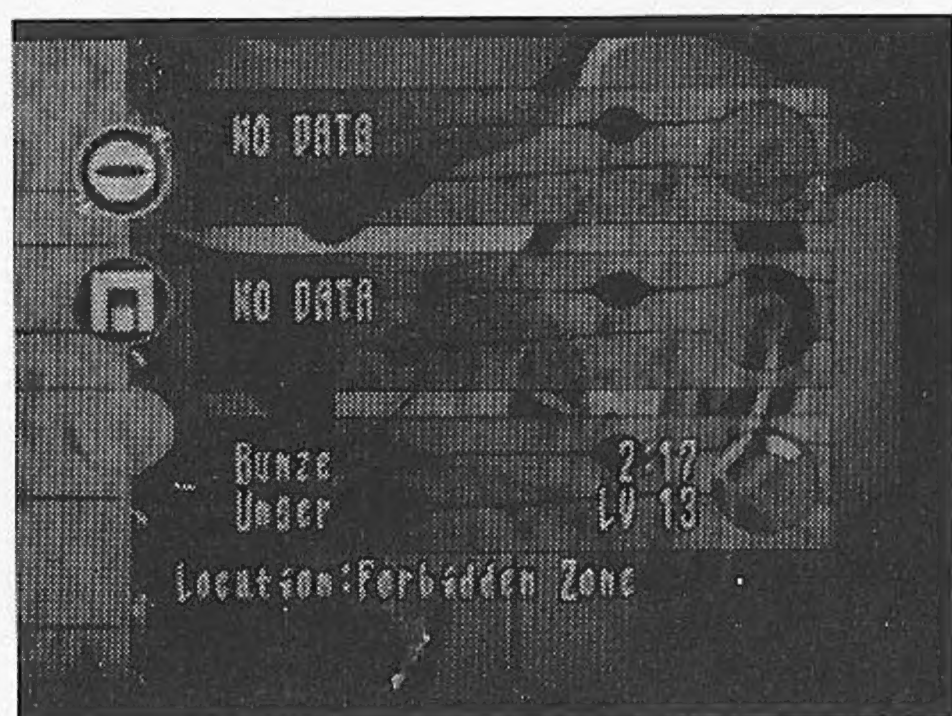 NO DATA
NO DATA
Bunze 2:17
Unger LV 13
Location:Forbidden Zone